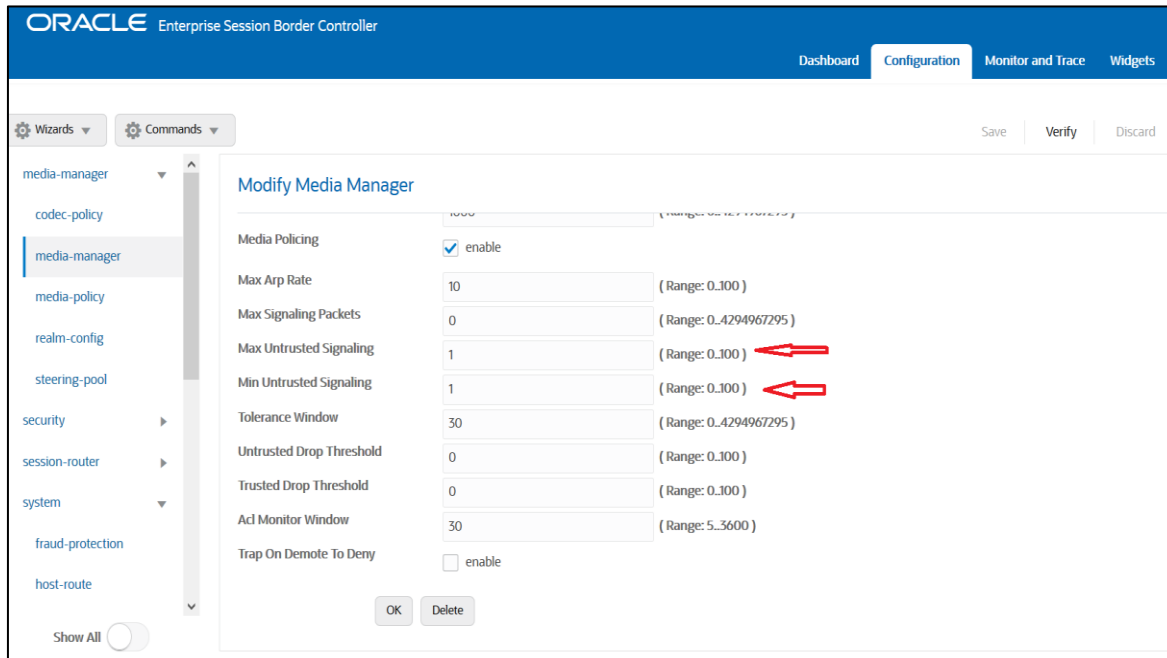 ORACLE Enterprise Session Border Controller
Dashboard Configuration Monitor and Trace Widgets
Wizards Commands Save Verify Discard
media-manager
codec-policy
media-manager
media-policy
realm-config
steering-pool
security
session-router
system
fraud-protection
host-route
Show All
Modify Media Manager
Media Policing enable
Max Arp Rate 10 ( Range: 0..100 )
Max Signaling Packets 0 ( Range: 0..4294967295 )
Max Untrusted Signaling 1 ( Range: 0..100 )
Min Untrusted Signaling 1 ( Range: 0..100 )
Tolerance Window 30 ( Range: 0..4294967295 )
Untrusted Drop Threshold 0 ( Range: 0..100 )
Trusted Drop Threshold 0 ( Range: 0..100 )
Acl Monitor Window 30 ( Range: 5..3600 )
Trap On Demote To Deny enable
OK Delete